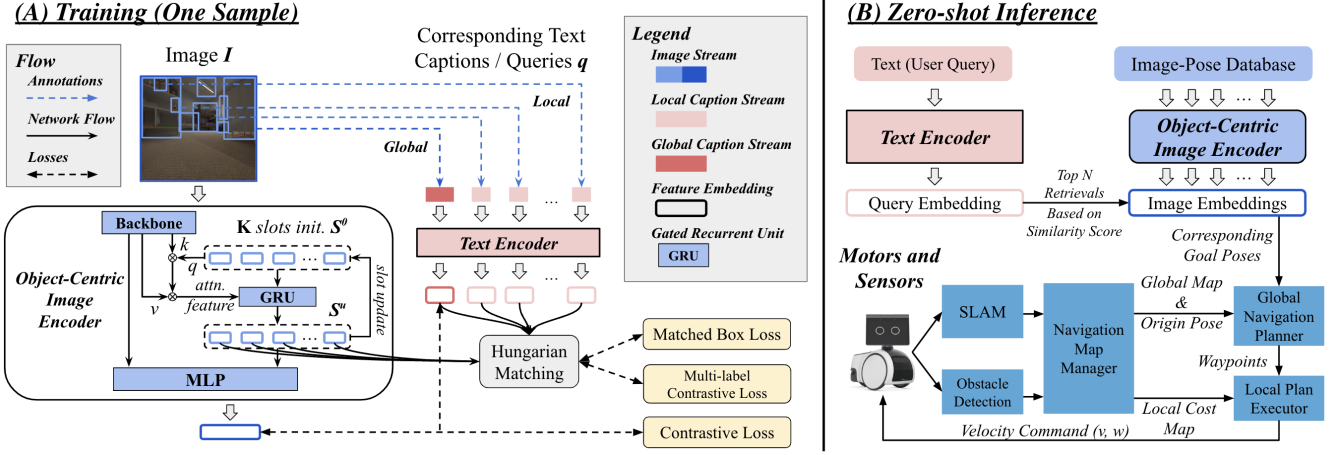 (A) Training (One Sample)
Flow
Annotations
Network Flow
Losses
Image I
Corresponding Text
Captions / Queries q
Local
Global
...
Text Encoder
...
Legend
Image Stream
Local Caption Stream
Global Caption Stream
Feature Embedding
Gated Recurrent Unit
GRU
Object-Centric
Image
Encoder
Backbone
K slots init. S⁰
k
q
...
v
attn.
feature
GRU
slot update
Sᵘ
...
MLP
Hungarian
Matching
Matched Box Loss
Multi-label
Contrastive Loss
Contrastive Loss
(B) Zero-shot Inference
Text (User Query)
Image-Pose Database
...
Text Encoder
Object-Centric
Image Encoder
...
Query Embedding
Top N
Retrievals
Based on
Similarity Score
Image Embeddings
Corresponding
Goal Poses
Motors and
Sensors
SLAM
Obstacle
Detection
Navigation
Map
Manager
Global Map
&
Origin Pose
Global
Navigation
Planner
Waypoints
Local Plan
Executor
Local Cost
Map
Velocity Command (v, w)